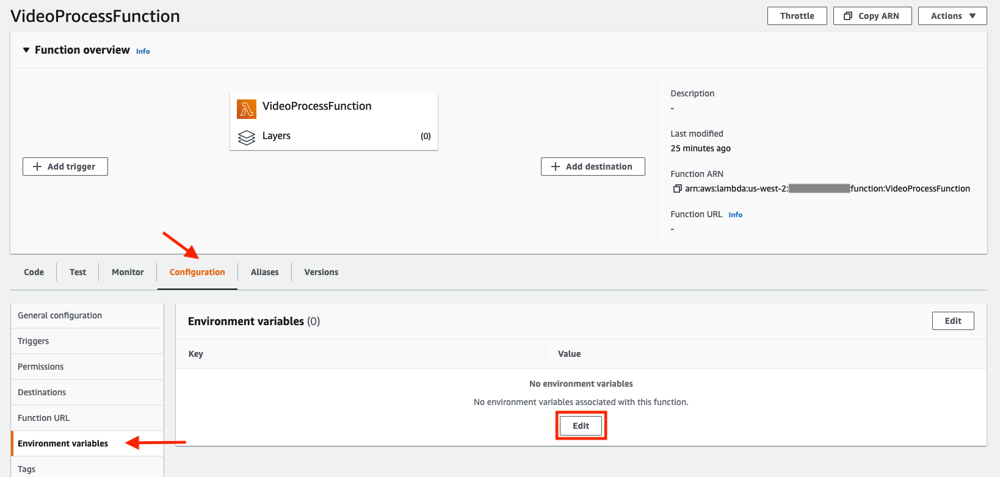 VideoProcessFunction
Throttle
Copy ARN
Actions
Function overview Info
VideoProcessFunction
Layers (0)
Add trigger
Add destination
Description
-
Last modified
25 minutes ago
Function ARN
arn:aws:lambda:us-west-2: function:VideoProcessFunction
Function URL Info
-
Code Test Monitor Configuration Aliases Versions
General configuration
Triggers
Permissions
Destinations
Function URL
Environment variables
Tags
Environment variables (0)
Edit
Key Value
No environment variables
No environment variables associated with this function.
Edit